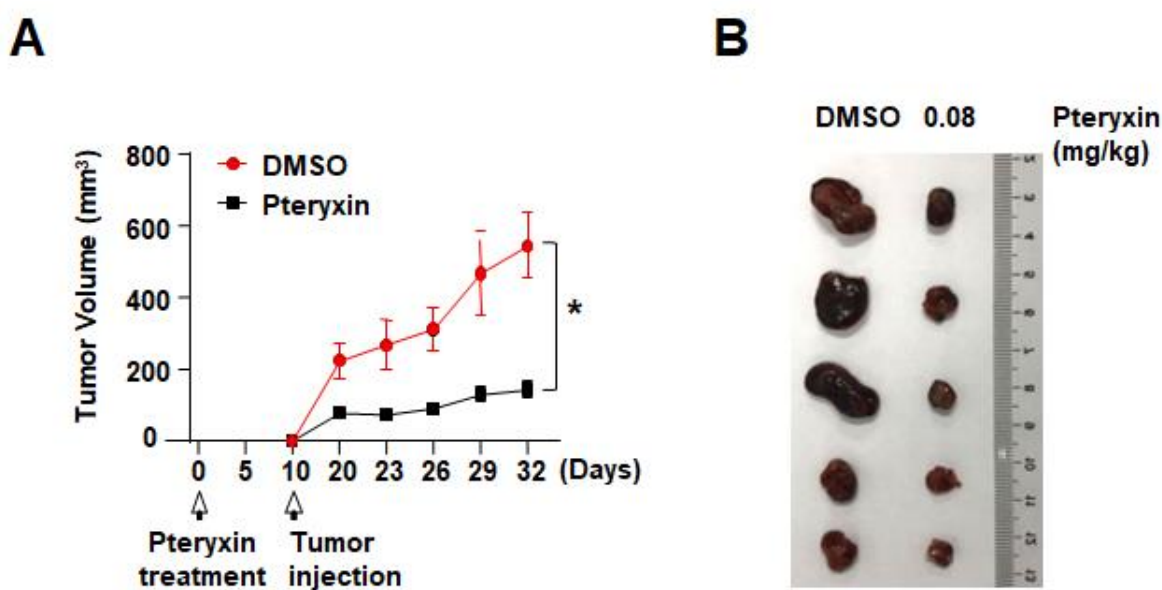 A
B
DMSO 0.08 Pteryxin
(mg/kg)
Tumor Volume (mm³)
800
600
400
200
0
DMSO
Pteryxin
0 5 10 20 23 26 29 32 (Days)
Pteryxin
treatment
Tumor
injection
*